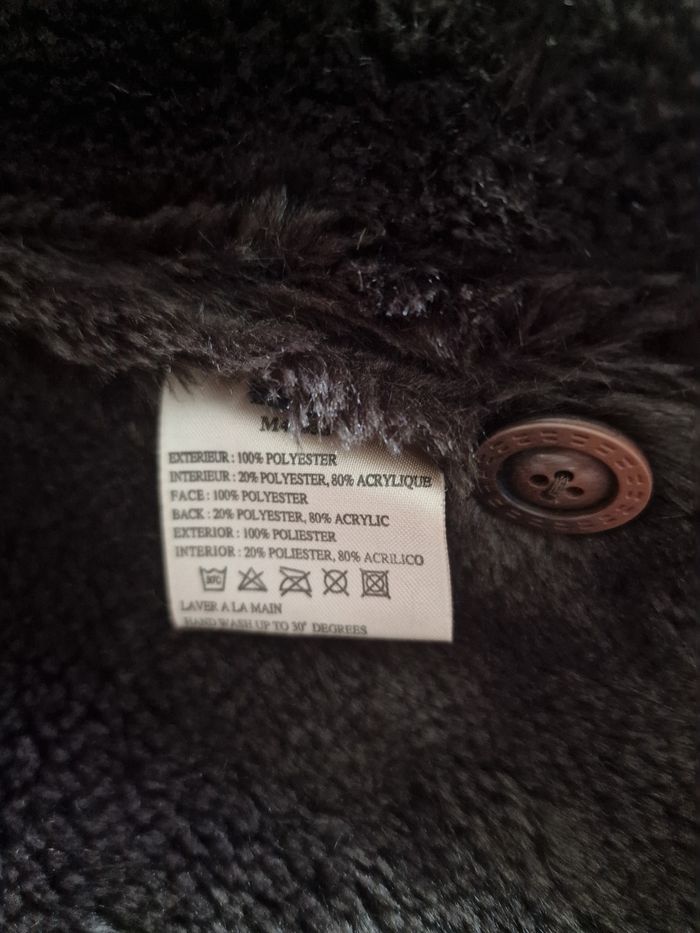 EXTERIEUR : 100% POLYESTER
INTERIEUR : 20% POLYESTER, 80% ACRYLIQUE
FACE : 100% POLYESTER
BACK : 20% POLYESTER, 80% ACRYLIC
EXTERIOR : 100% POLIESTER
INTERIOR : 20% POLIESTER, 80% ACRILICO
30°C
LAVER A LA MAIN
HAND WASH UP TO 30° DEGREES